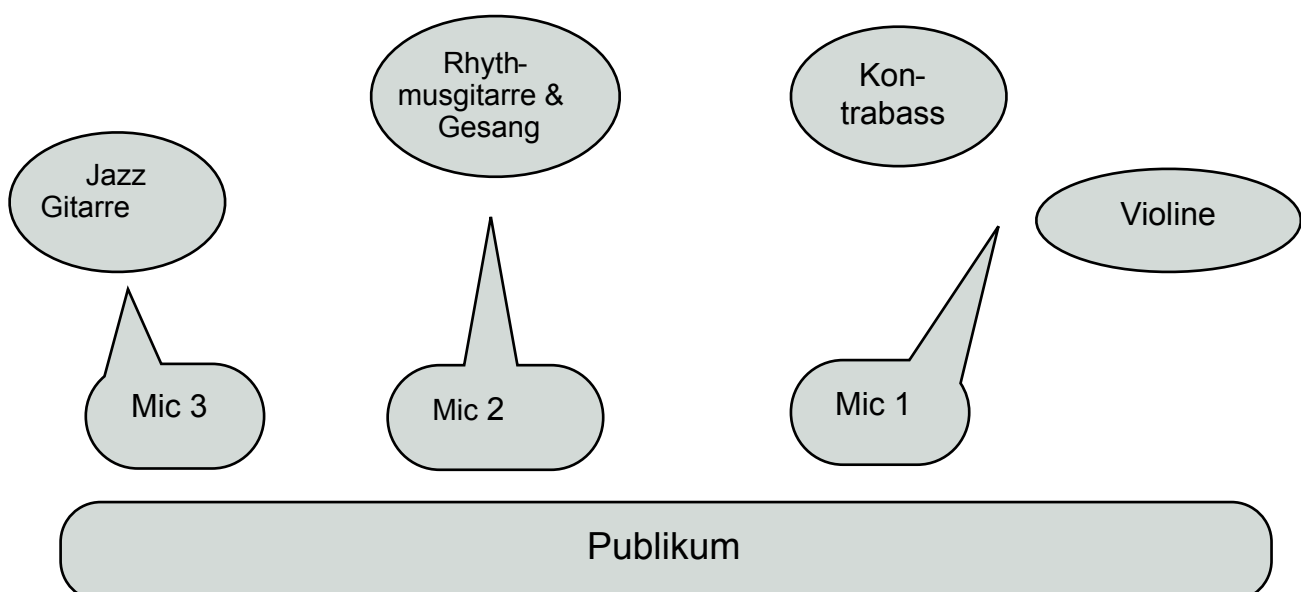 Rhyth-
musgitarre &
Gesang
Kon-
trabass
Jazz
Gitarre
Violine
Mic 3
Mic 2
Mic 1
Publikum